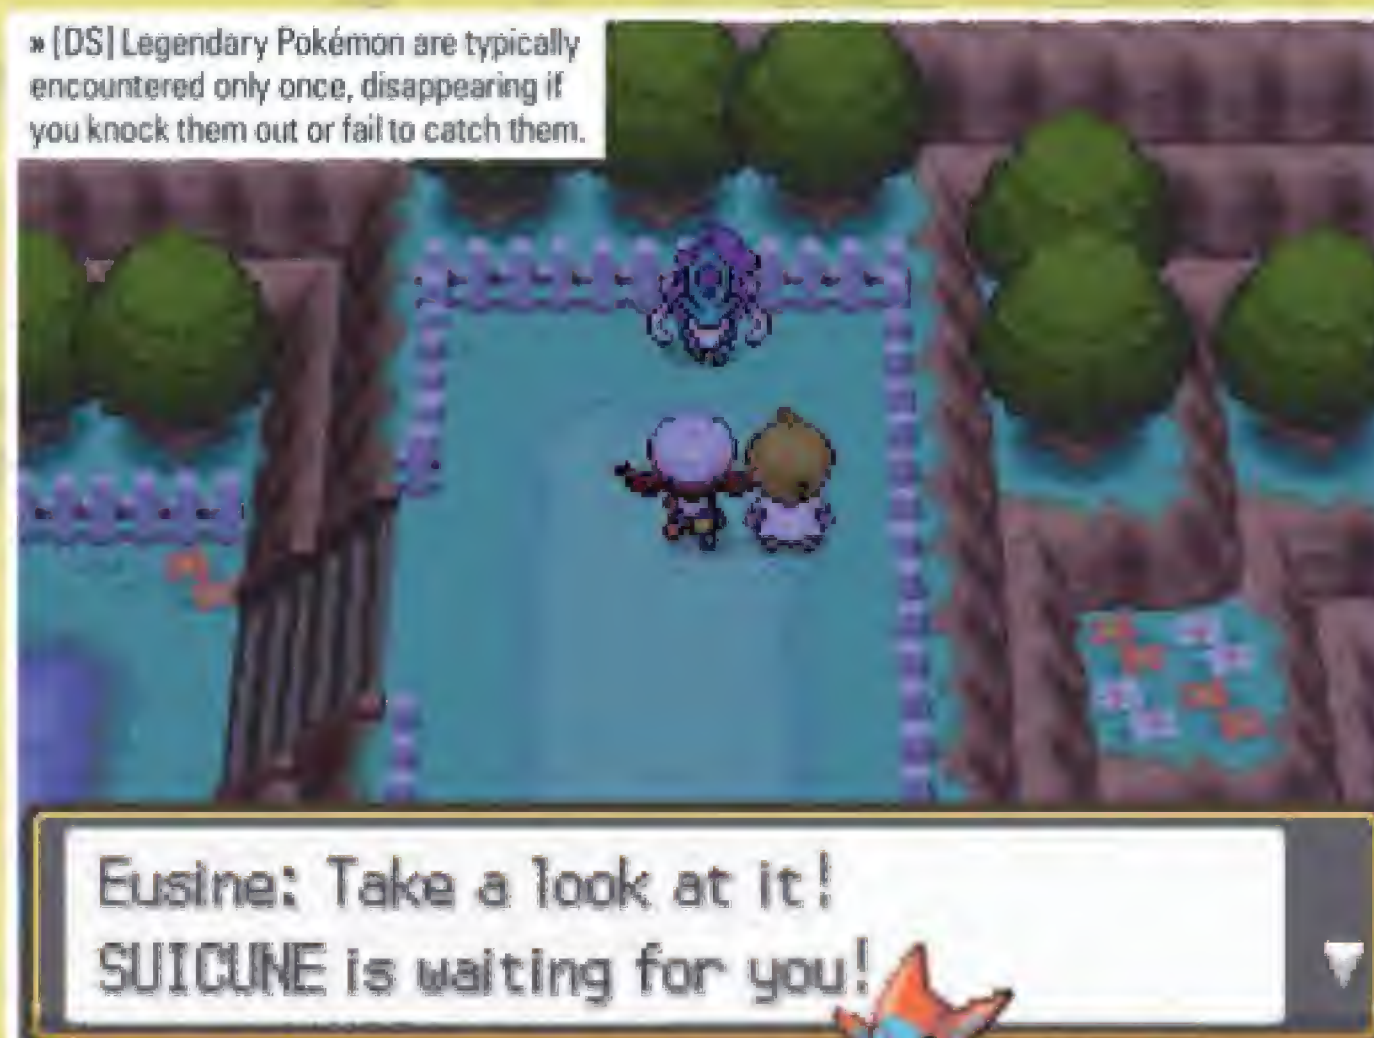 » [DS] Legendary Pokémon are typically
encountered only once, disappearing if
you knock them out or fail to catch them.
Eusine: Take a look at it!
SUICUNE is waiting for you!